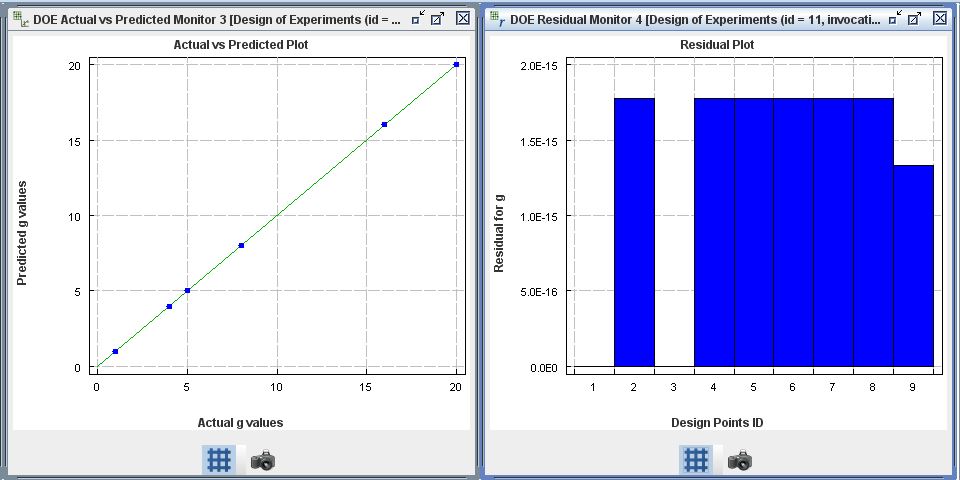 DOE Actual vs Predicted Monitor 3 [Design of Experiments (id = ...
Actual vs Predicted Plot
Predicted g values
20
15
10
5
0
0 5 10 15 20
Actual g values
DOE Residual Monitor 4 [Design of Experiments (id = 11, invocati...
Residual Plot
Residual for g
2.0E-15
1.5E-15
1.0E-15
5.0E-16
0.0E0
1 2 3 4 5 6 7 8 9
Design Points ID